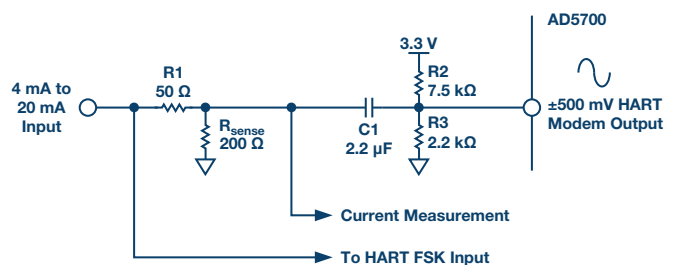 AD5700
3.3 V
R2
7.5 kΩ
R1
50 Ω
4 mA to
20 mA
Input
Rsense
200 Ω
C1
2.2 µF
R3
2.2 kΩ
±500 mV HART
Modem Output
Current Measurement
To HART FSK Input